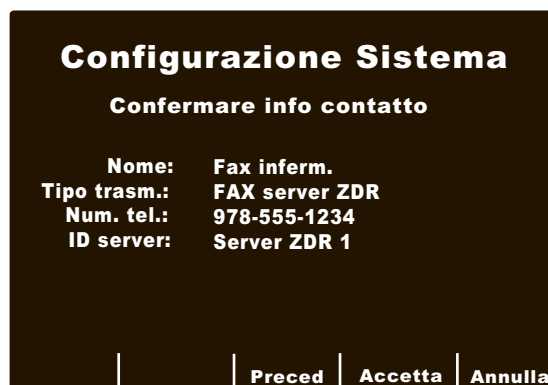 Configurazione Sistema
Confermare info contatto
Nome: Fax inferm.
Tipo trasm.: FAX server ZDR
Num. tel.: 978-555-1234
ID server: Server ZDR 1
Preced Accetta Annulla